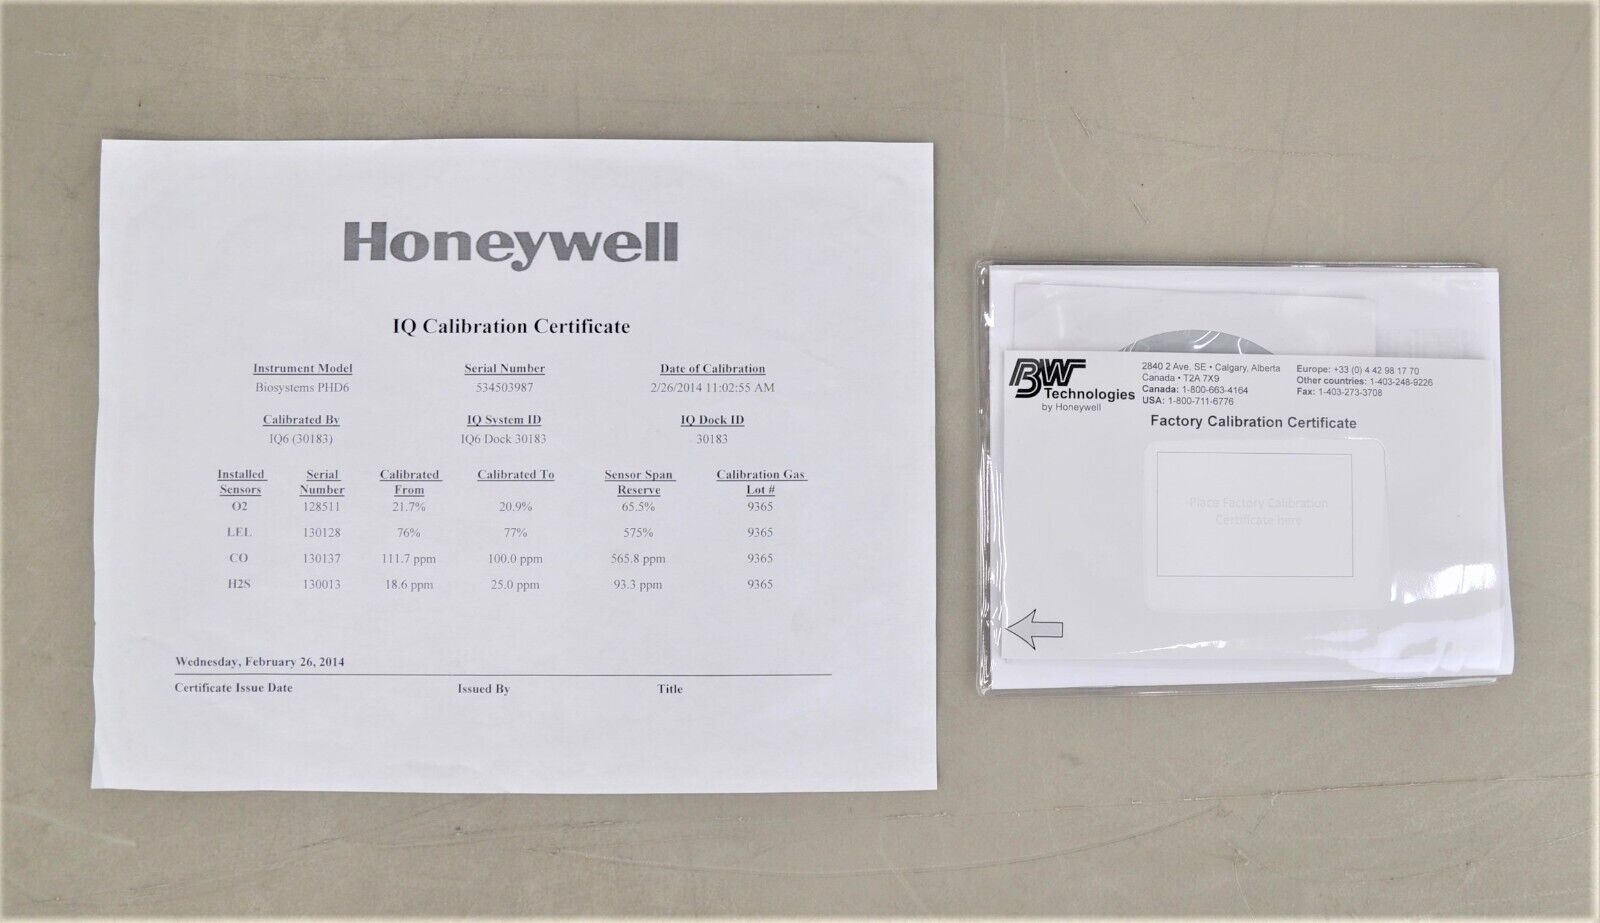 Honeywell
IQ Calibration Certificate
Instrument Model Serial Number Date of Calibration
Biosystems PHD6 534503987 2/26/2014 11:02:55 AM
Calibrated By IQ System ID IQ Dock ID
IQ6 (30183) IQ6 Dock 30183 30183
Installed Serial Calibrated Calibrated To Sensor Span Calibration Gas
Sensors Number From Reserve Lot #
O2 128511 21.7% 20.9% 65.5% 9365
LEL 130128 76% 77% 575% 9365
CO 130137 111.7 ppm 100.0 ppm 565.8 ppm 9365
H2S 130013 18.6 ppm 25.0 ppm 93.3 ppm 9365
Wednesday, February 26, 2014
Certificate Issue Date Issued By Title
BW
Technologies
by Honeywell
2840 2 Ave. SE • Calgary, Alberta
Canada • T2A 7X9
Canada: 1-800-663-4164
USA: 1-800-711-6776
Europe: +33 (0) 4 42 98 17 70
Other countries: 1-403-248-9226
Fax: 1-403-273-3708
Factory Calibration Certificate
Place Factory Calibration
Certificate here